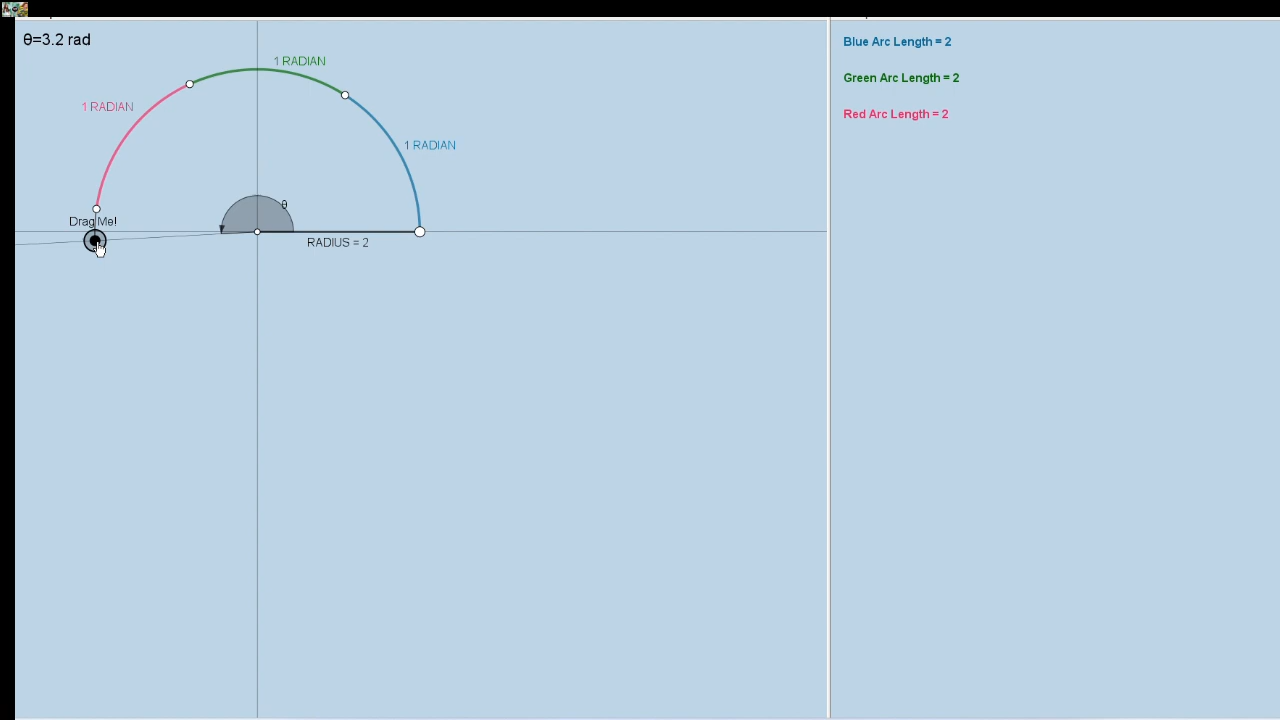 θ=3.2 rad
1 RADIAN
1 RADIAN
1 RADIAN
θ
Drag Me!
RADIUS = 2
Blue Arc Length = 2
Green Arc Length = 2
Red Arc Length = 2